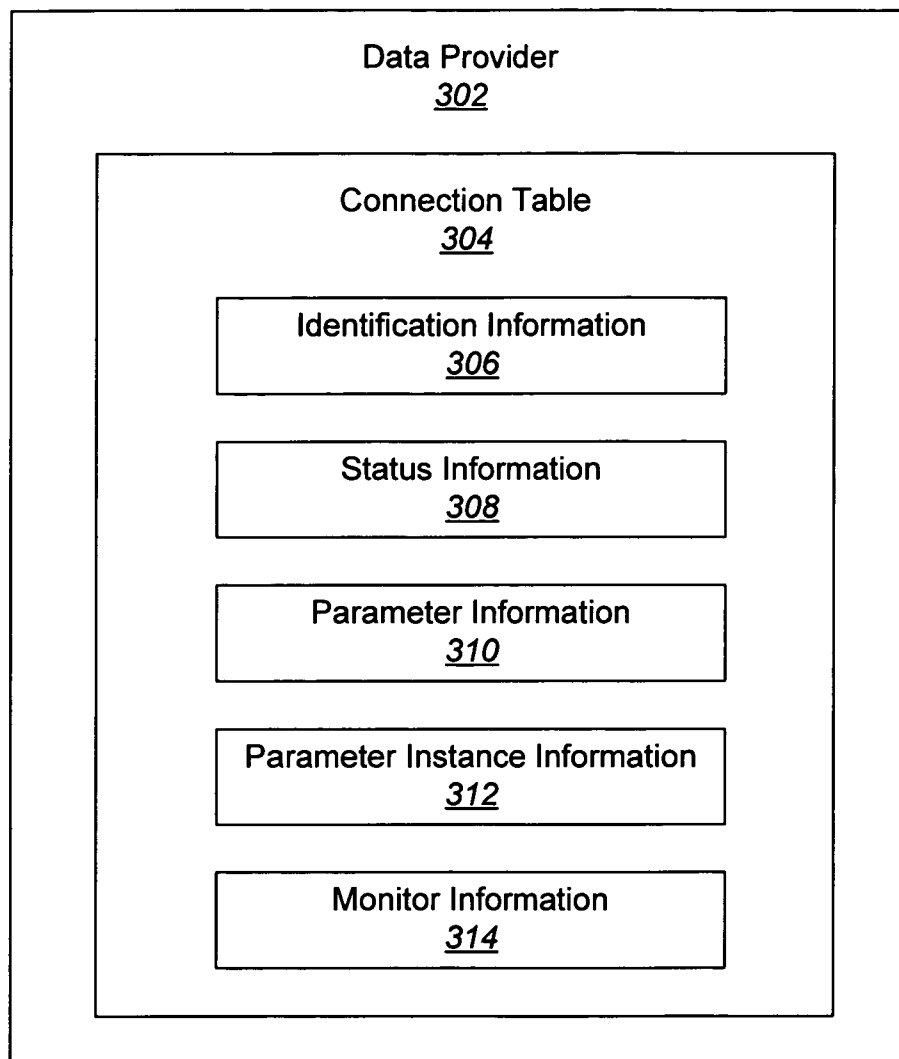 Data Provider
302
Connection Table
304
Identification Information
306
Status Information
308
Parameter Information
310
Parameter Instance Information
312
Monitor Information
314